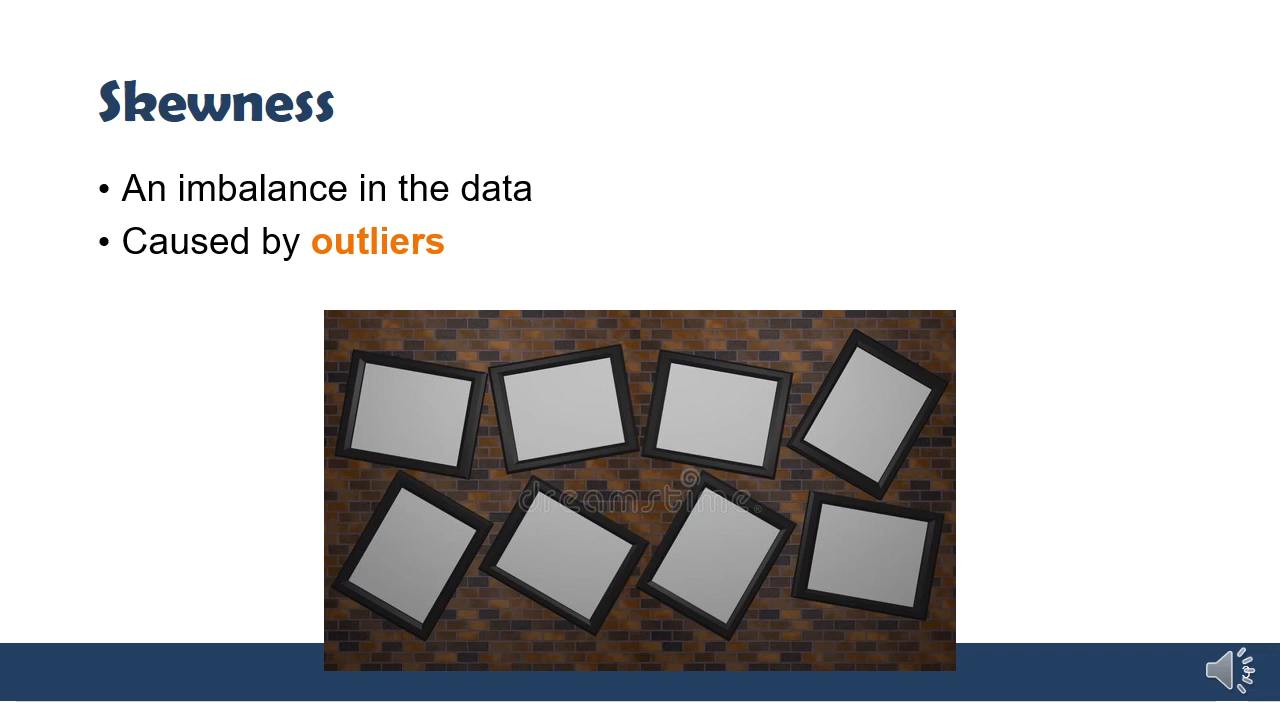 Skewness
• An imbalance in the data
• Caused by outliers
dreamstime®